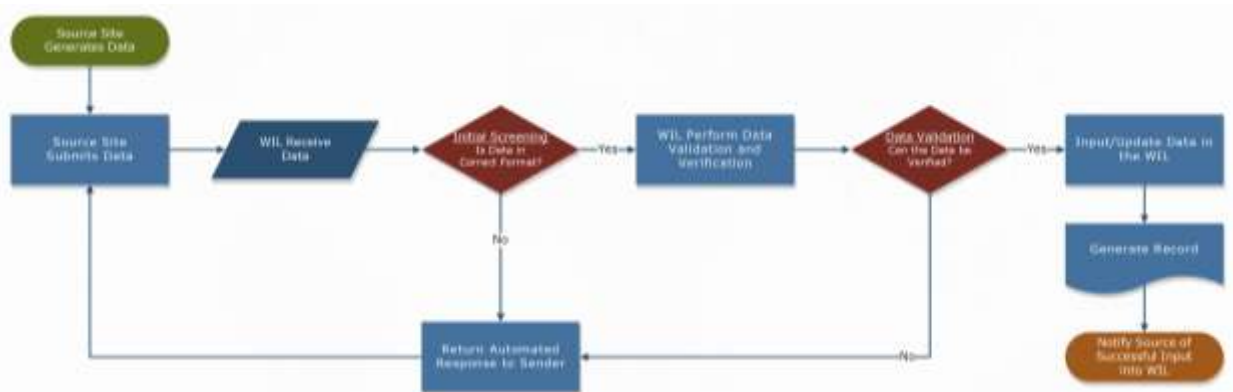 Source Site
Generates Data
Source Site
Submits Data
WIL Receive
Data
Initial Screening
Is Data in
Correct Format?
Yes
WIL Perform Data
Validation and
Verification
Data Validation
Can the Data be
Verified?
Yes
Input/Update Data in
the WIL
No
Generate Record
Return Automated
Response to Sender
No
Notify Source of
Successful Input
into WIL